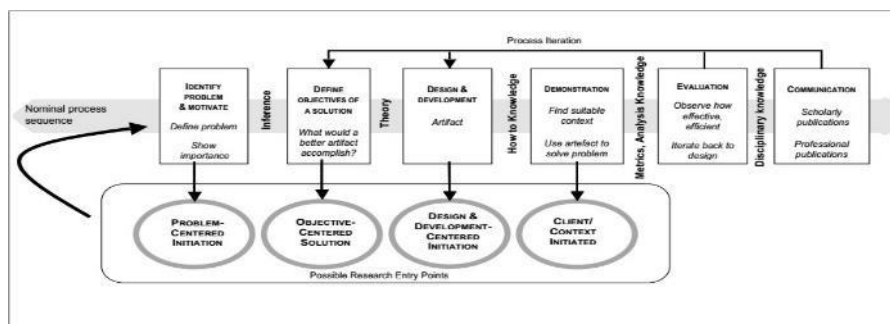 Process Iteration
Nominal process
sequence
IDENTIFY
PROBLEM
& MOTIVATE
Define problem
Show
importance
Inference
DEFINE
OBJECTIVES OF
A SOLUTION
What would a
better artifact
accomplish?
Theory
DESIGN &
DEVELOPMENT
Artifact
How to Knowledge
DEMONSTRATION
Find suitable
context
Use artefact to
solve problem
Metrics, Analysis Knowledge
EVALUATION
Observe how
effective,
efficient
Iterate back to
design
Disciplinary knowledge
COMMUNICATION
Scholarly
publications
Professional
publications
PROBLEM-
CENTERED
INITIATION
OBJECTIVE-
CENTERED
SOLUTION
DESIGN &
DEVELOPMENT-
CENTERED
INITIATION
CLIENT/
CONTEXT
INITIATED
Possible Research Entry Points